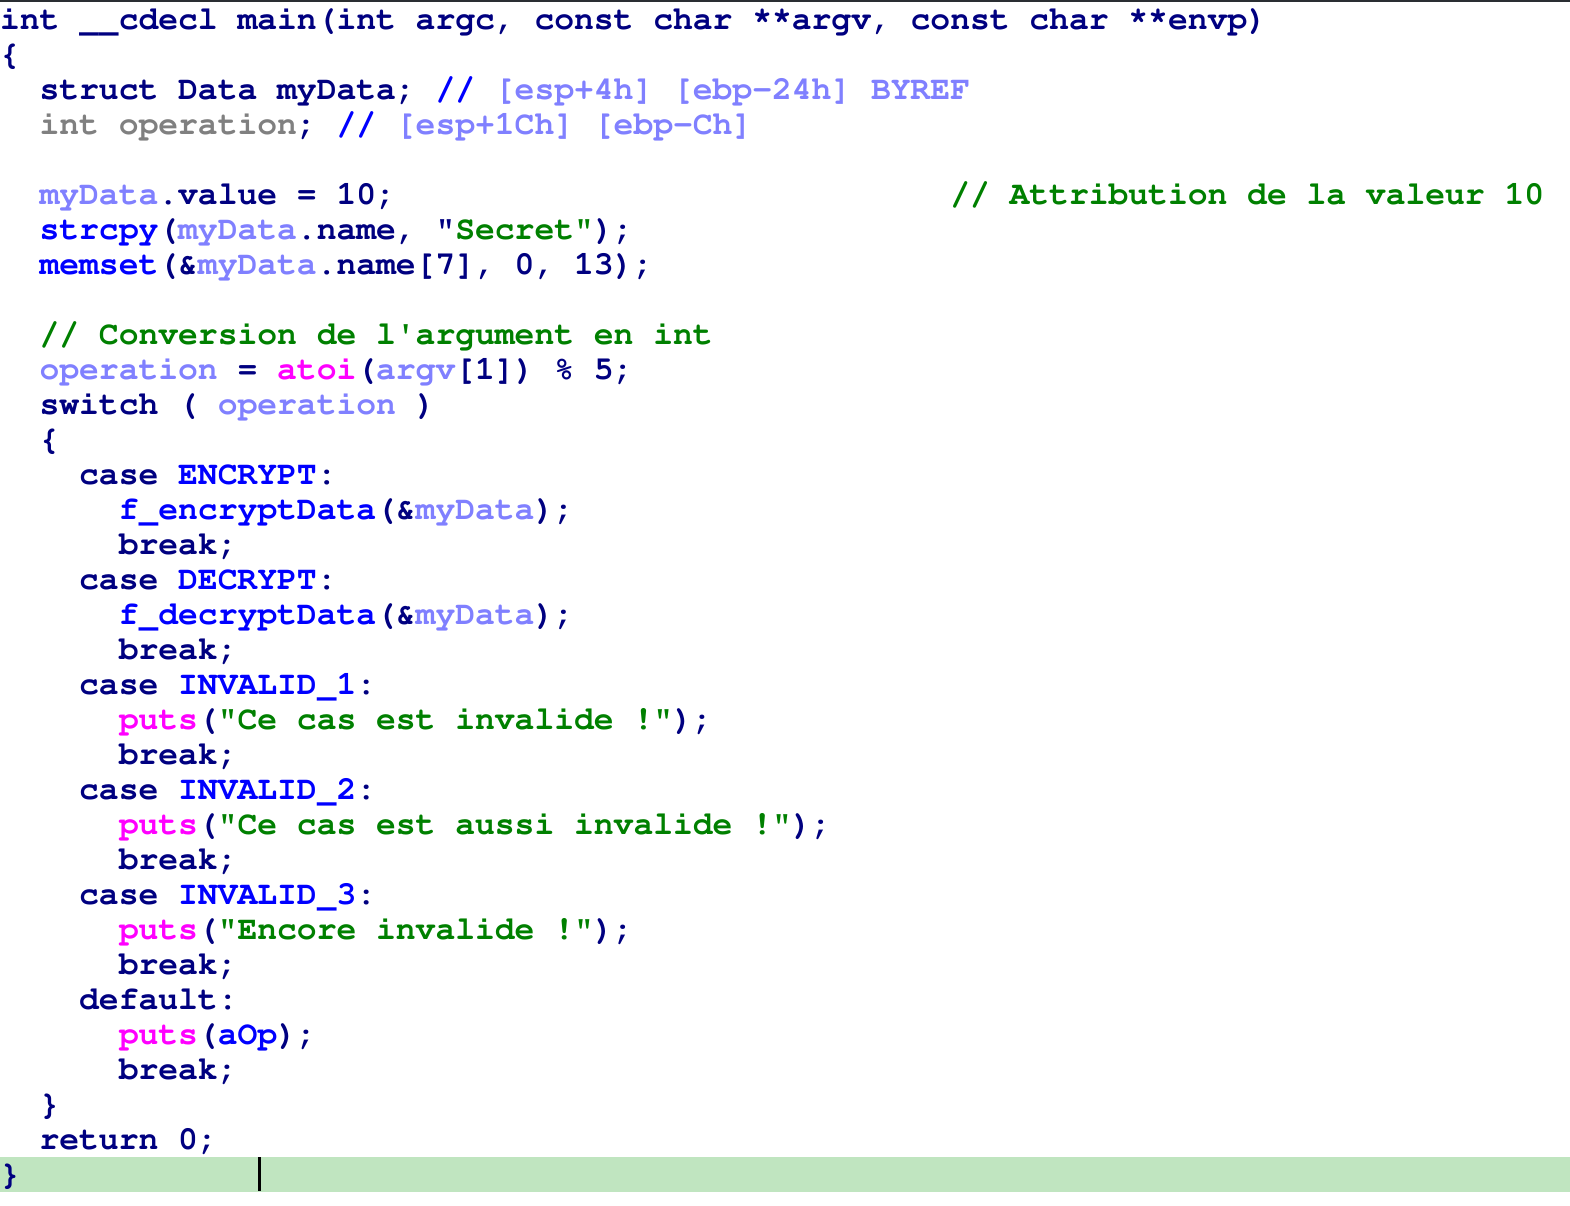 int __cdecl main(int argc, const char **argv, const char **envp)
{
  struct Data myData; // [esp+4h] [ebp-24h] BYREF
  int operation; // [esp+1Ch] [ebp-Ch]

  myData.value = 10;                            // Attribution de la valeur 10
  strcpy(myData.name, "Secret");
  memset(&myData.name[7], 0, 13);

  // Conversion de l'argument en int
  operation = atoi(argv[1]) % 5;
  switch ( operation )
  {
    case ENCRYPT:
      f_encryptData(&myData);
      break;
    case DECRYPT:
      f_decryptData(&myData);
      break;
    case INVALID_1:
      puts("Ce cas est invalide !");
      break;
    case INVALID_2:
      puts("Ce cas est aussi invalide !");
      break;
    case INVALID_3:
      puts("Encore invalide !");
      break;
    default:
      puts(aOp);
      break;
  }
  return 0;
}